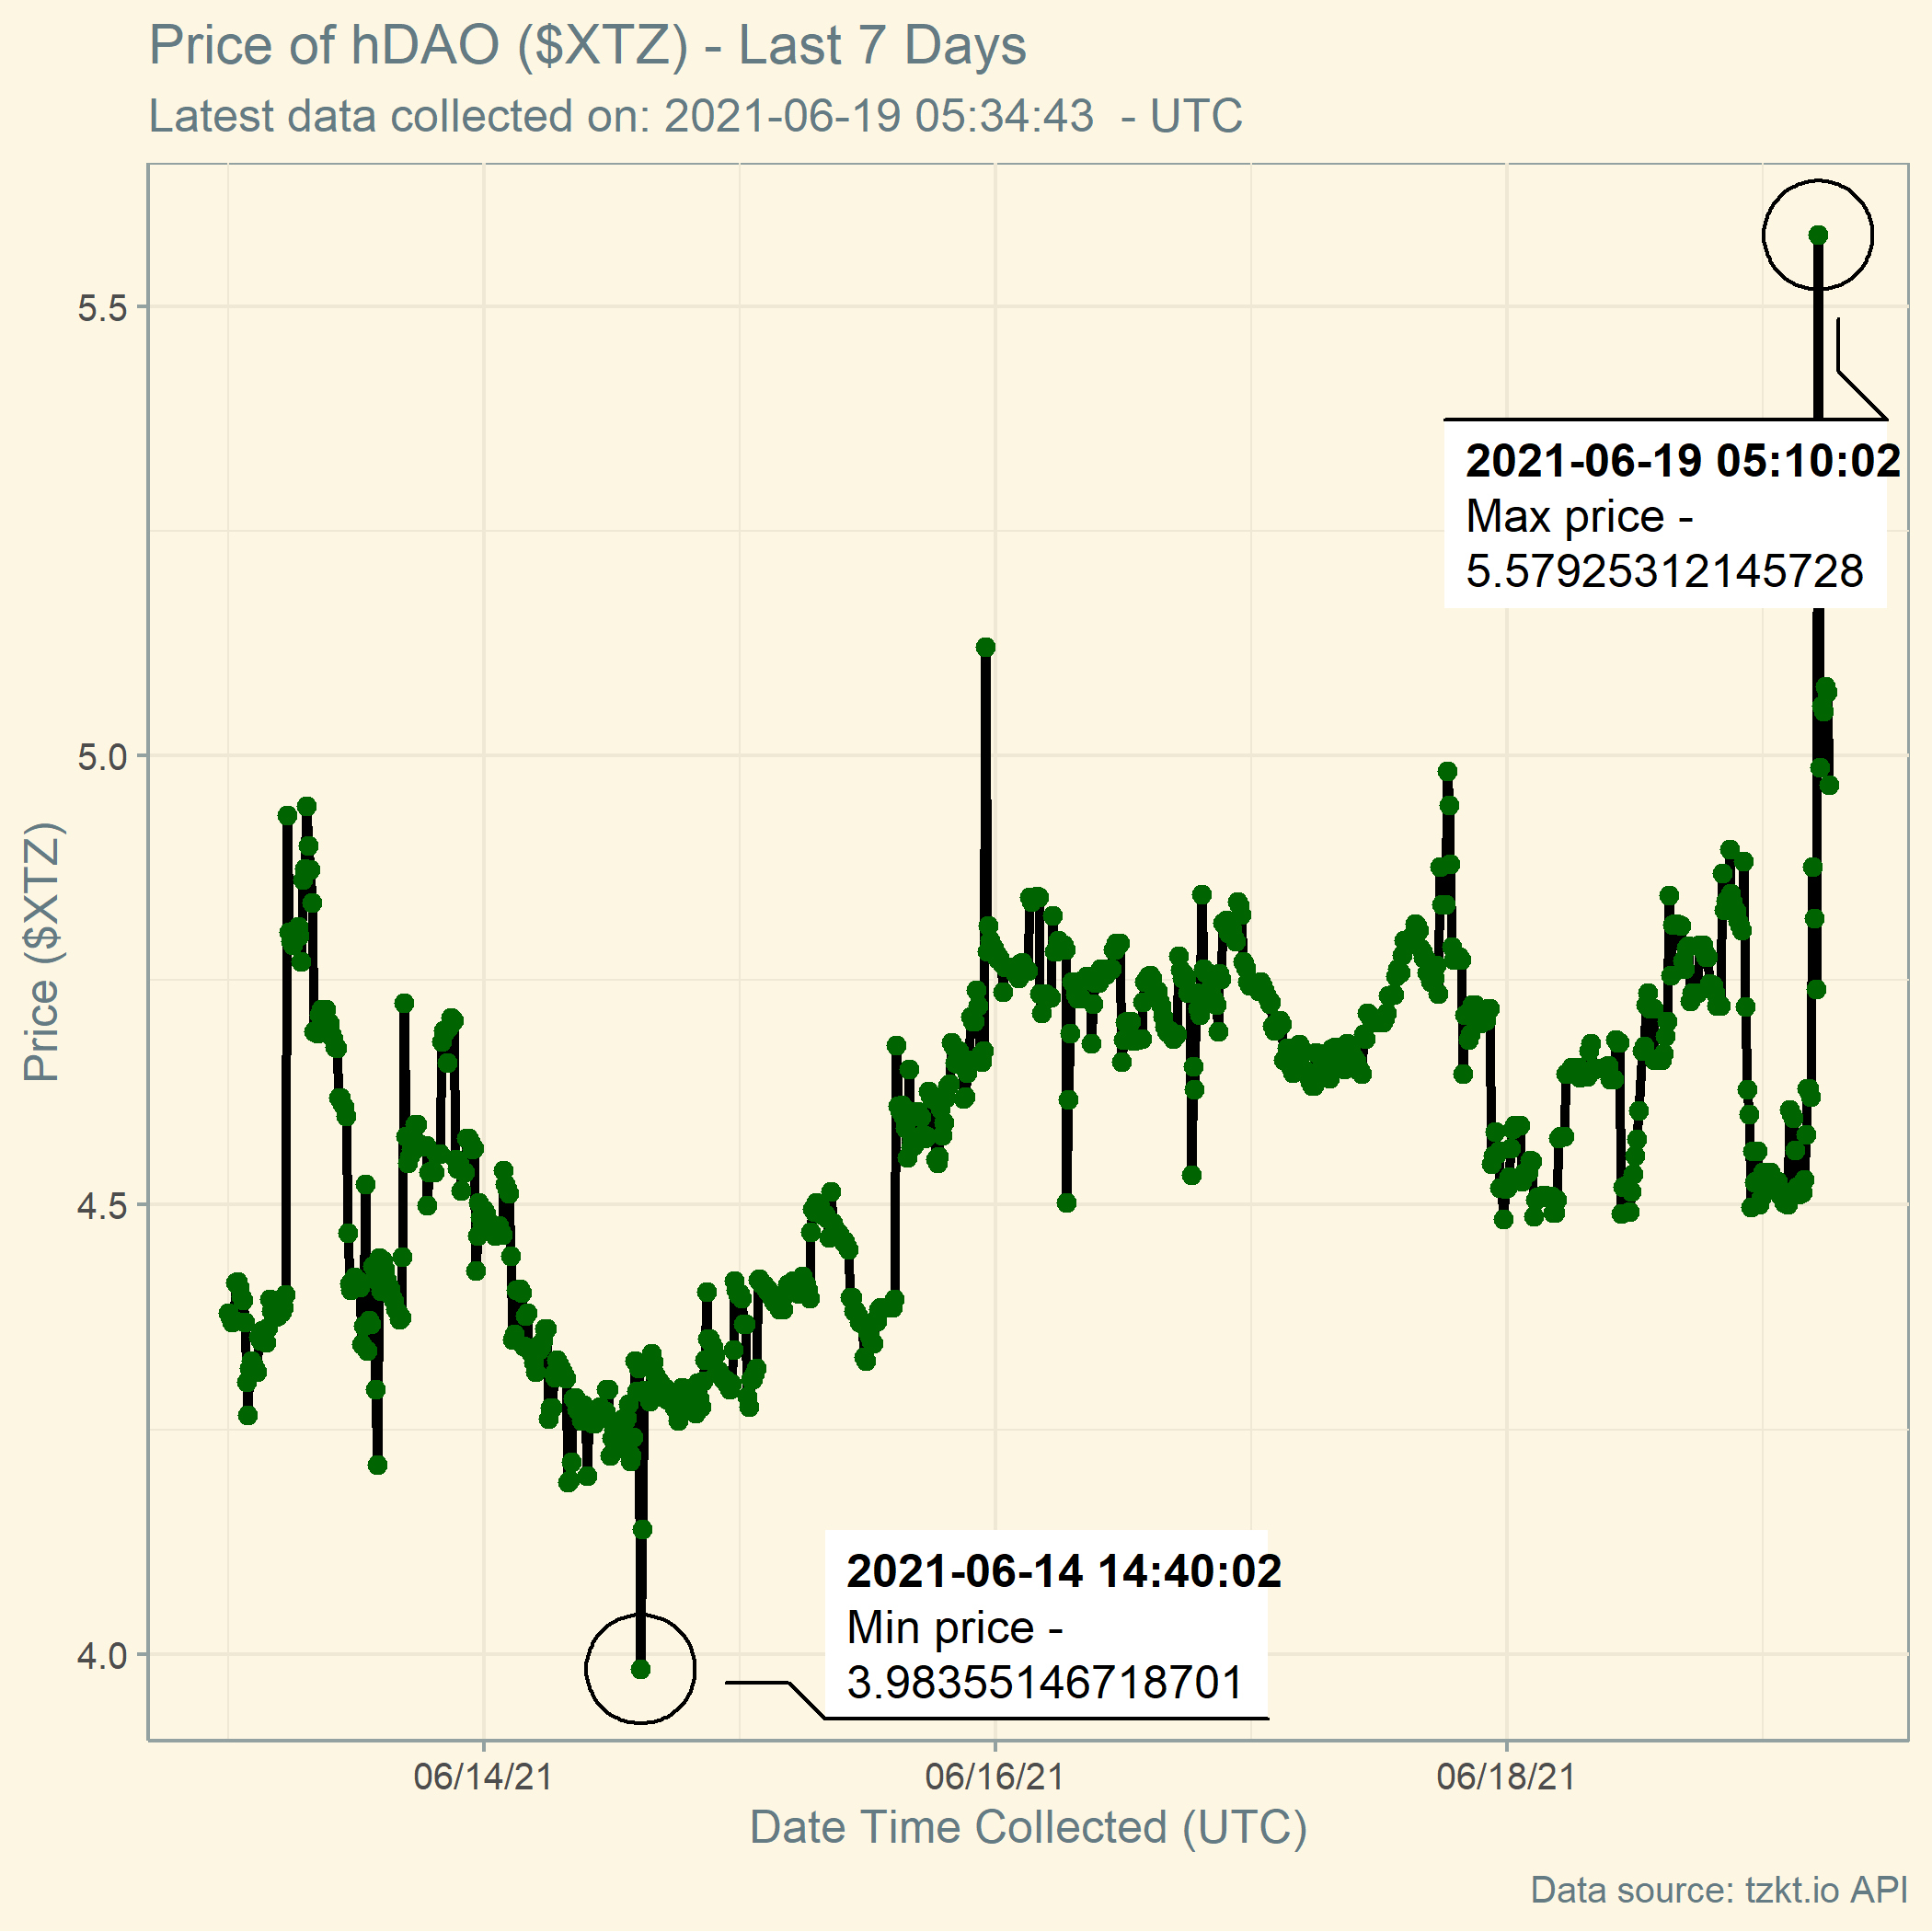 Price of hDAO ($XTZ) - Last 7 Days
Latest data collected on: 2021-06-19 05:34:43  - UTC
5.5
5.0
4.5
4.0
Price ($XTZ)
2021-06-19 05:10:02
Max price -
5.57925312145728
2021-06-14 14:40:02
Min price -
3.98355146718701
06/14/21
06/16/21
06/18/21
Date Time Collected (UTC)
Data source: tzkt.io API